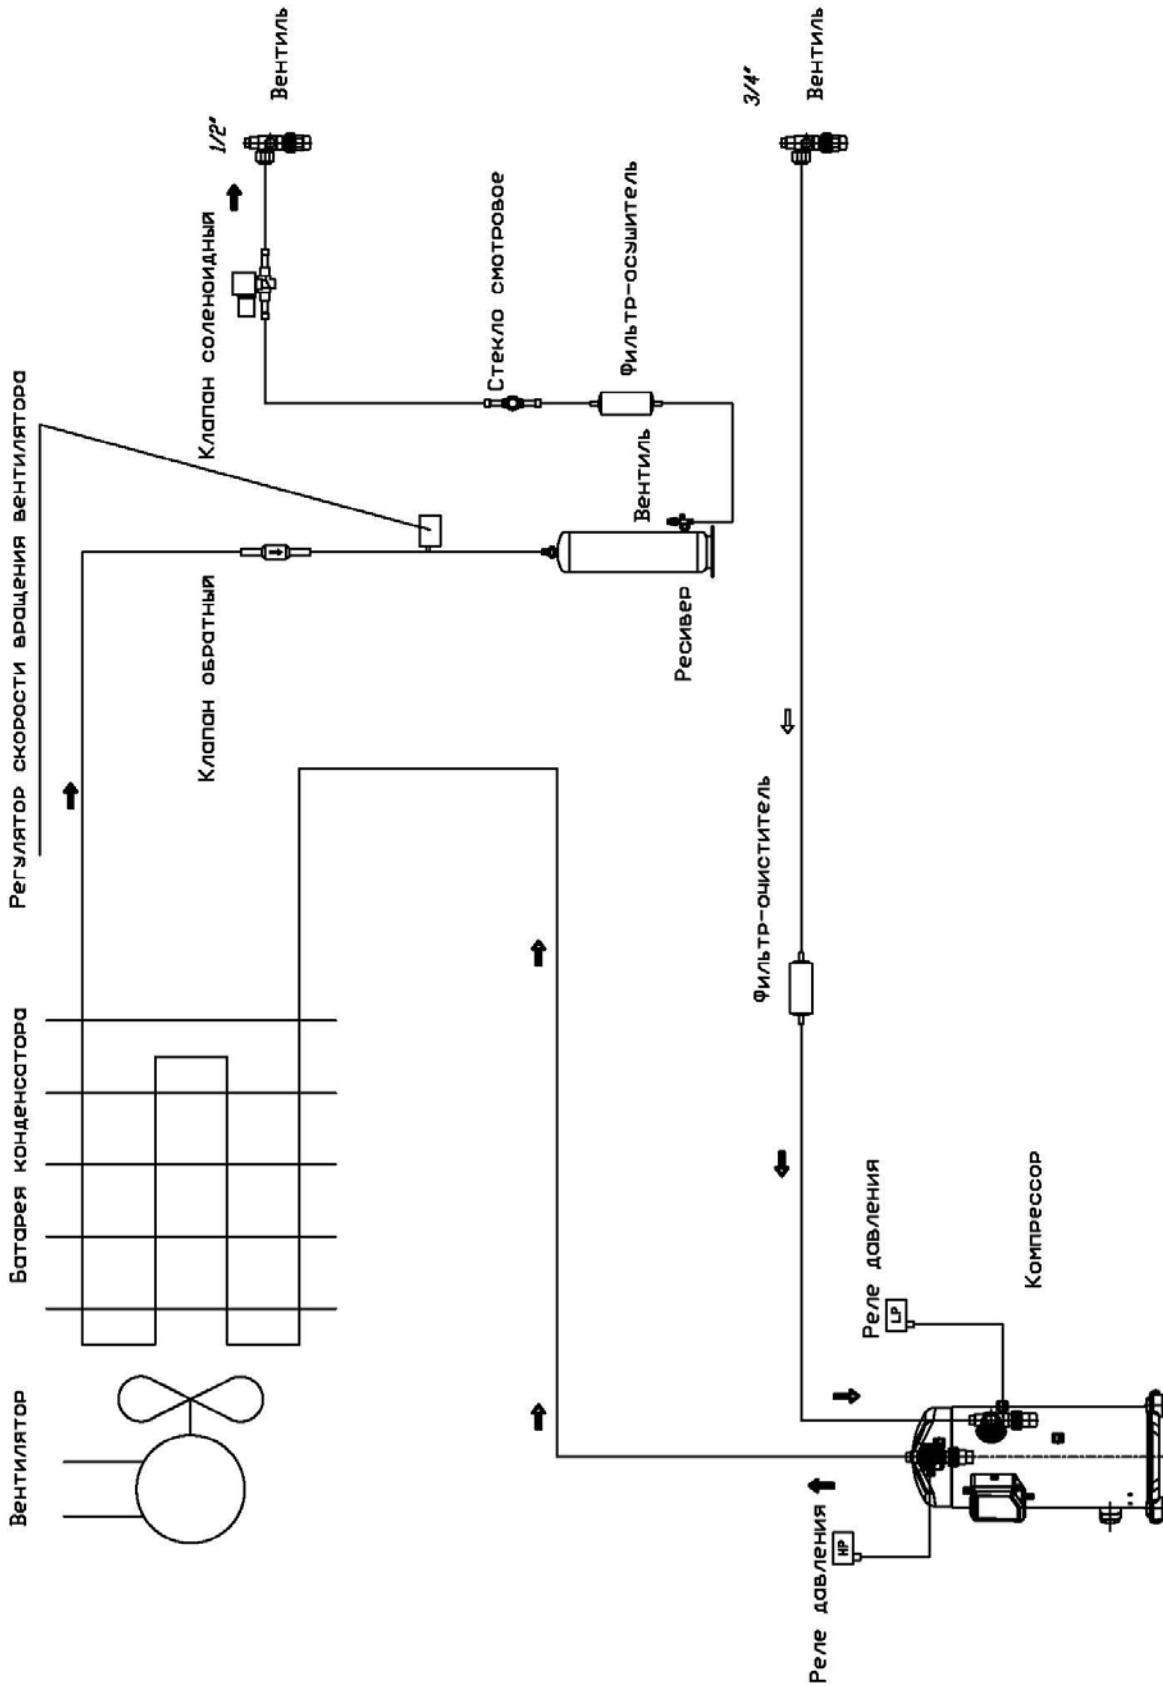 Вентилятор
Батарея конденсатора
Регулятор скорости вращения вентилятора
Клапан обратный
Клапан соленоидный
1/2"
Вентиль
Стекло смотровое
Фильтр-осушитель
Вентиль
Ресивер
3/4"
Вентиль
Фильтр-очиститель
Реле давления
LP
Компрессор
Реле давления
HP